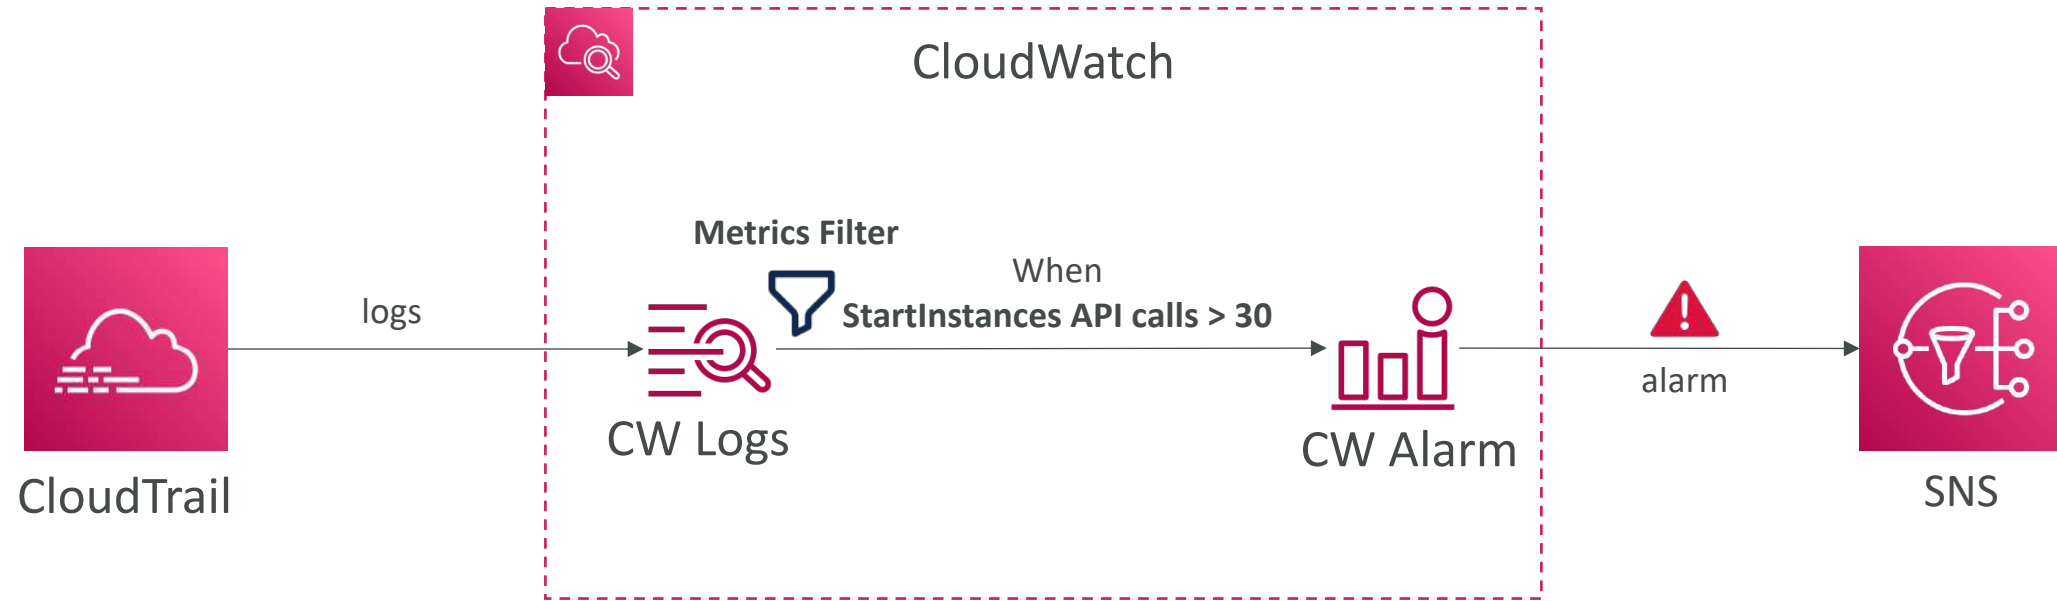 CloudWatch
Metrics Filter
When
StartInstances API calls > 30
logs
alarm
CW Logs
CW Alarm
CloudTrail
SNS